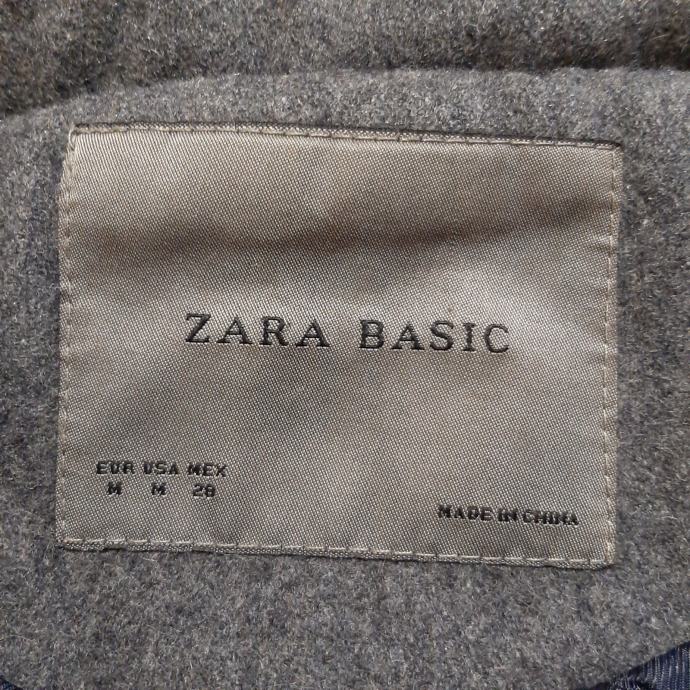 ZARA BASIC
EUR USA MEX
M M 28
MADE IN CHINA